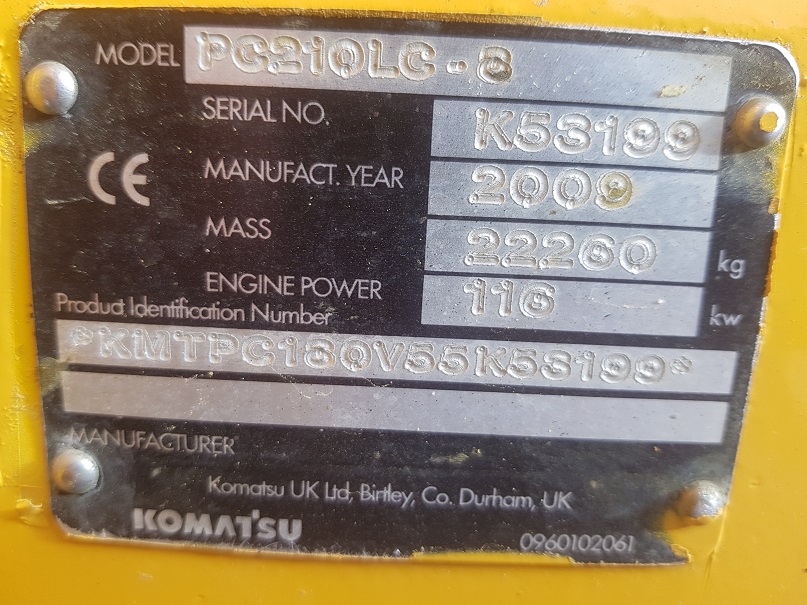 MODEL PC210LC-8
SERIAL NO. K53199
MANUFACT. YEAR 2009
CE
MASS 22260 kg
ENGINE POWER 116 kw
Product Identification Number
*KMTPC180V55K53199*
MANUFACTURER
Komatsu UK Ltd, Birtley, Co. Durham, UK
KOMATSU
0960102061